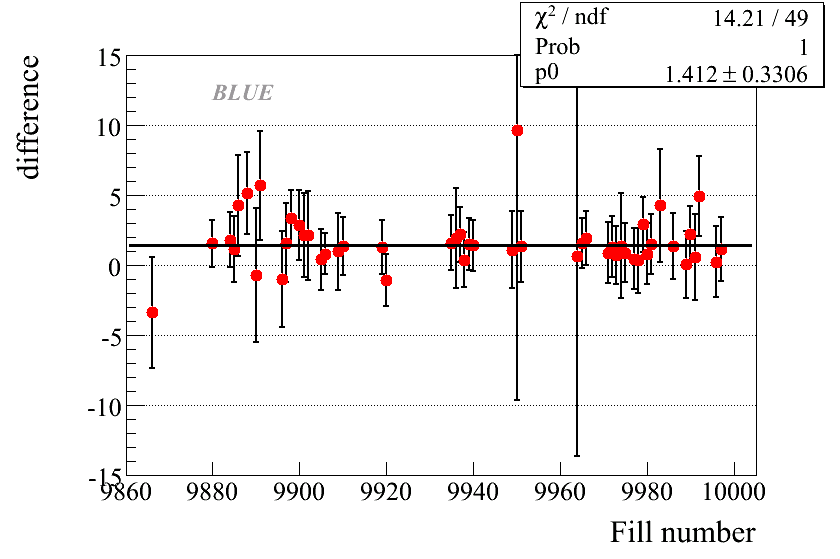 χ² / ndf 14.21 / 49
Prob 1
p0 1.412 ± 0.3306
difference
BLUE
15
10
5
0
-5
-10
-15
9860 9880 9900 9920 9940 9960 9980 10000
Fill number